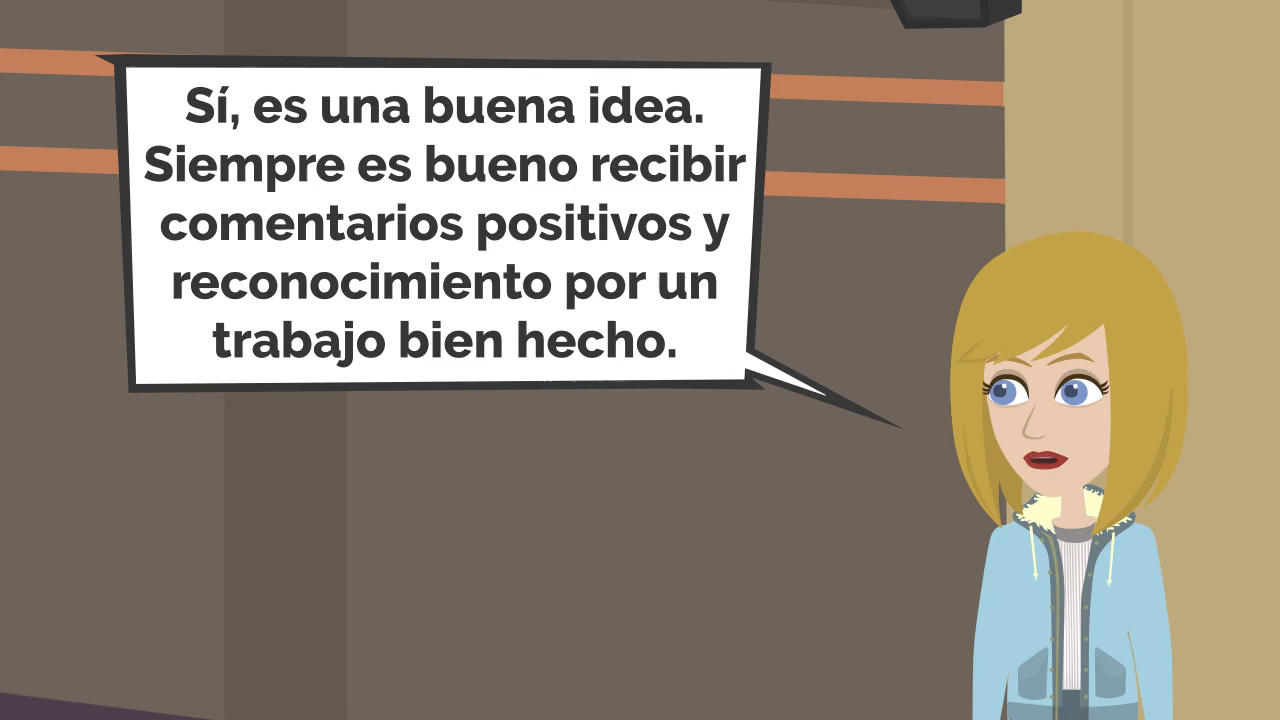 Sí, es una buena idea.
Siempre es bueno recibir
comentarios positivos y
reconocimiento por un
trabajo bien hecho.